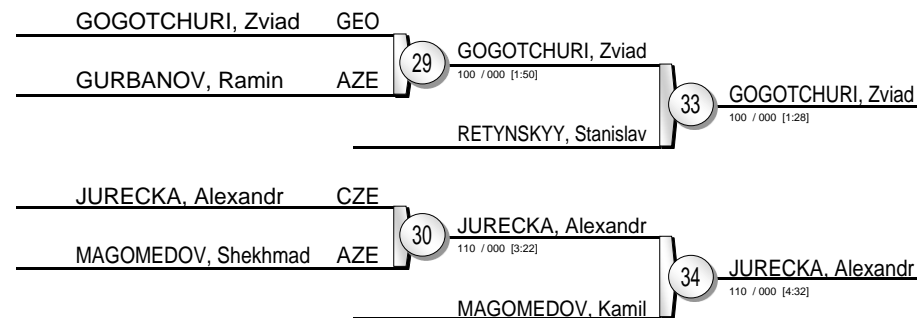 GOGOTCHURI, Zviad GEO
29
GOGOTCHURI, Zviad
100 / 000 [1:50]
GURBANOV, Ramin AZE
33
GOGOTCHURI, Zviad
100 / 000 [1:28]
RETYNSKYY, Stanislav
JURECKA, Alexandr CZE
30
JURECKA, Alexandr
110 / 000 [3:22]
MAGOMEDOV, Shekhmad AZE
34
JURECKA, Alexandr
110 / 000 [4:32]
MAGOMEDOV, Kamil